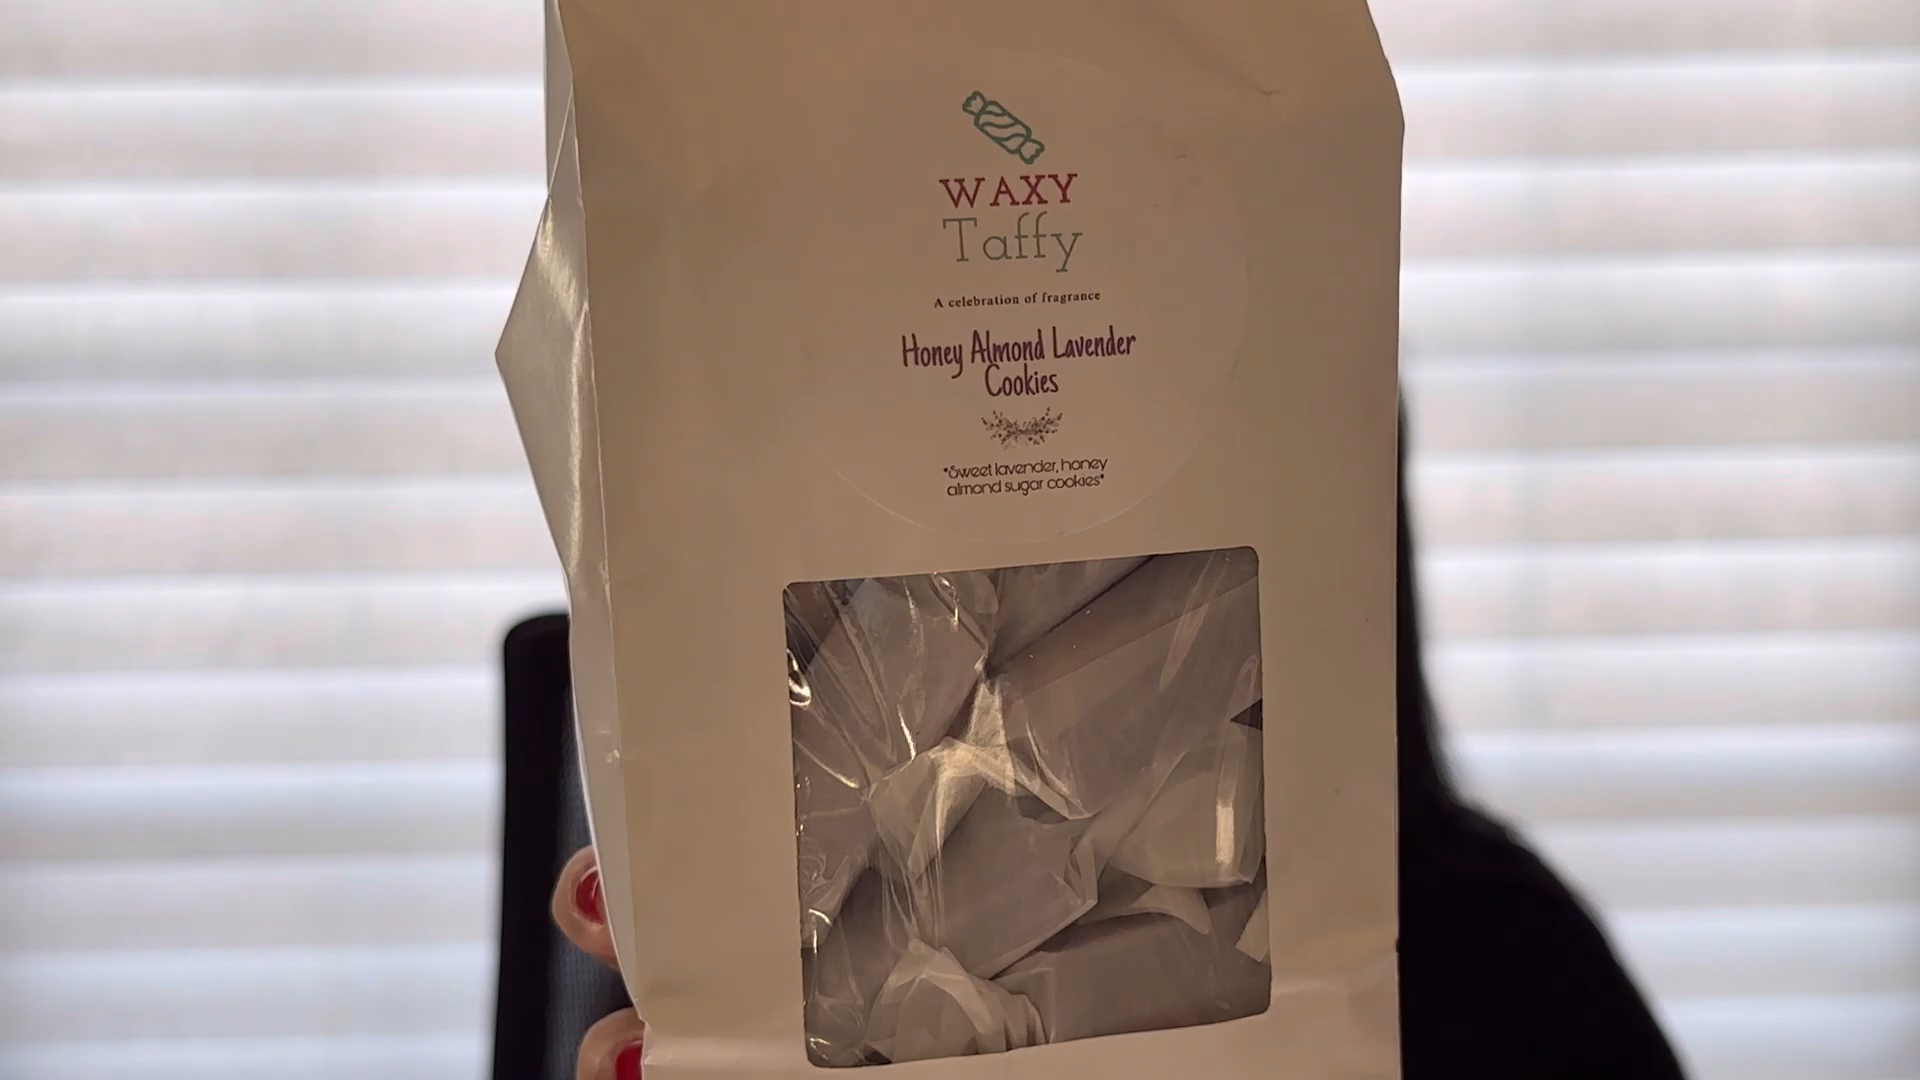 WAXY
Taffy
A celebration of fragrance
Honey Almond Lavender
Cookies
*Sweet lavender, honey
almond sugar cookies*